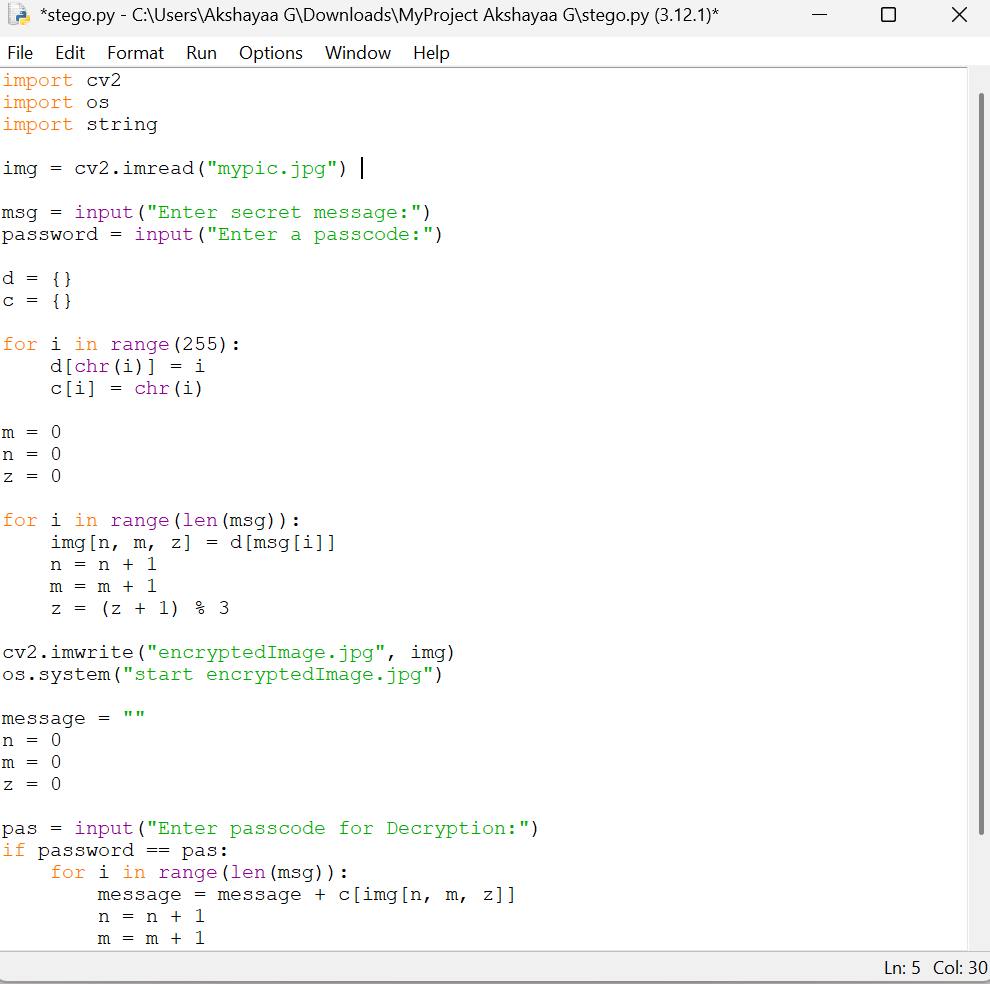 *stego.py - C:\Users\Akshayaa G\Downloads\MyProject Akshayaa G\stego.py (3.12.1)*
File Edit Format Run Options Window Help
import cv2
import os
import string

img = cv2.imread("mypic.jpg")

msg = input("Enter secret message:")
password = input("Enter a passcode:")

d = {}
c = {}

for i in range(255):
    d[chr(i)] = i
    c[i] = chr(i)

m = 0
n = 0
z = 0

for i in range(len(msg)):
    img[n, m, z] = d[msg[i]]
    n = n + 1
    m = m + 1
    z = (z + 1) % 3

cv2.imwrite("encryptedImage.jpg", img)
os.system("start encryptedImage.jpg")

message = ""
n = 0
m = 0
z = 0

pas = input("Enter passcode for Decryption:")
if password == pas:
    for i in range(len(msg)):
        message = message + c[img[n, m, z]]
        n = n + 1
        m = m + 1
Ln: 5 Col: 30